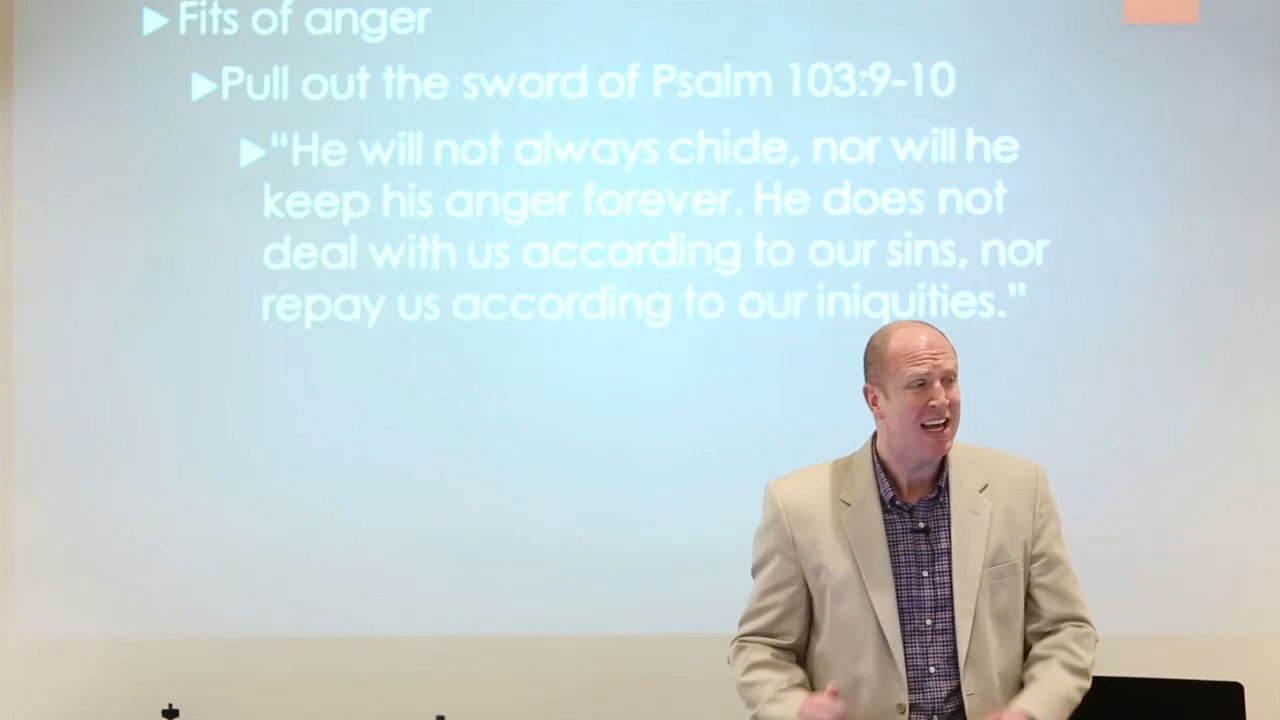 Fits of anger
Pull out the sword of Psalm 103:9-10
“He will not always chide, nor will he
keep his anger forever. He does not
deal with us according to our sins, nor
repay us according to our iniquities.”